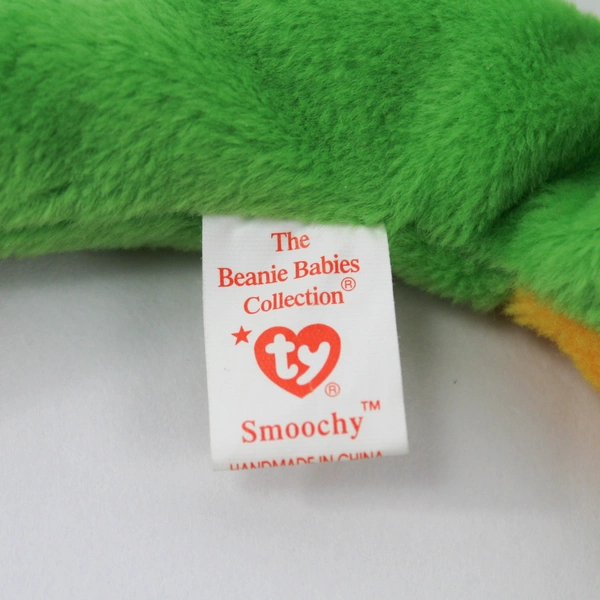 The
Beanie Babies
Collection®
ty®
Smoochy™
HANDMADE IN CHINA